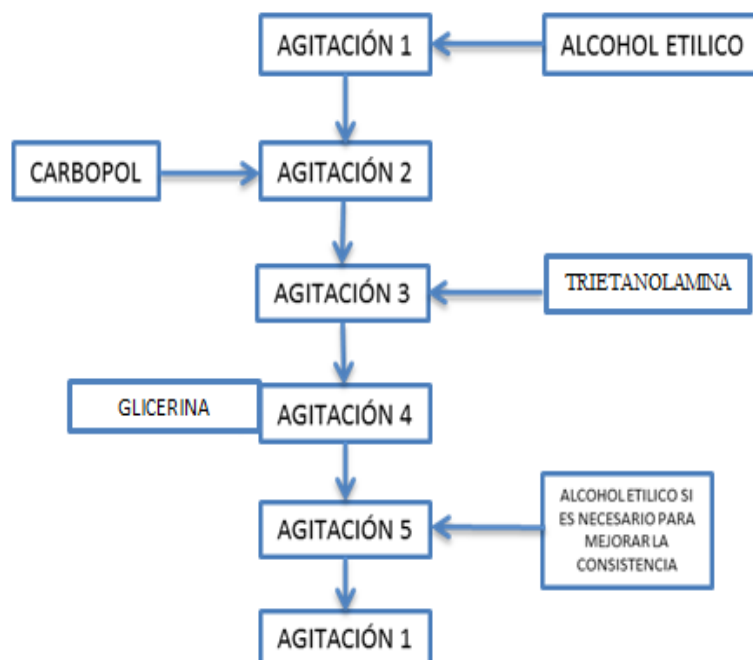 AGITACIÓN 1
ALCOHOL ETILICO
CARBOPOL
AGITACIÓN 2
AGITACIÓN 3
TRIETANOLAMINA
GLICERINA
AGITACIÓN 4
AGITACIÓN 5
ALCOHOL ETILICO SI
ES NECESARIO PARA
MEJORAR LA
CONSISTENCIA
AGITACIÓN 1